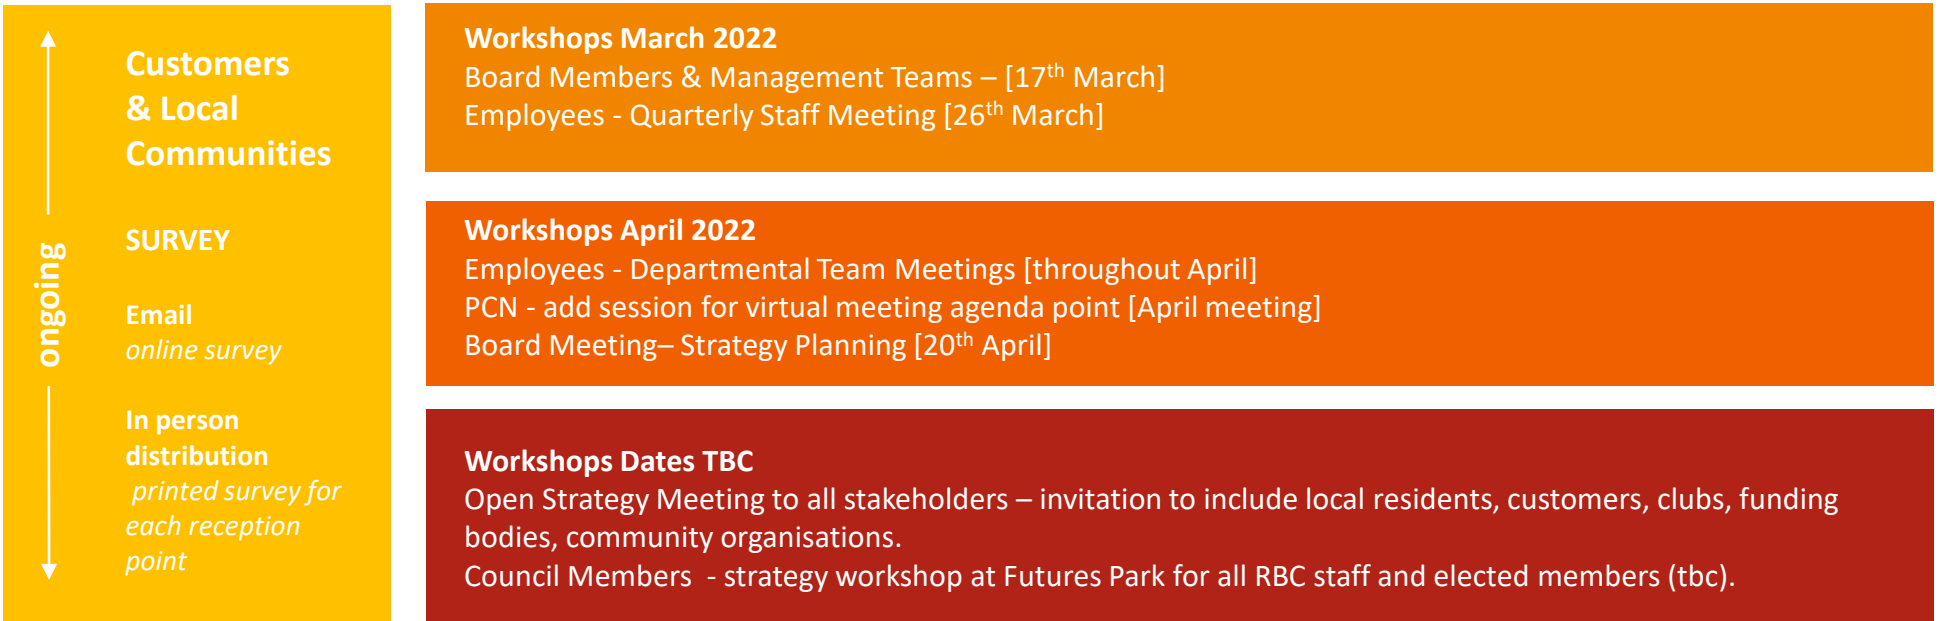 ongoing
Customers
& Local
Communities
SURVEY
Email
online survey
In person
distribution
printed survey for
each reception
point
Workshops March 2022
Board Members & Management Teams – [17th March]
Employees - Quarterly Staff Meeting [26th March]
Workshops April 2022
Employees - Departmental Team Meetings [throughout April]
PCN - add session for virtual meeting agenda point [April meeting]
Board Meeting– Strategy Planning [20th April]
Workshops Dates TBC
Open Strategy Meeting to all stakeholders – invitation to include local residents, customers, clubs, funding
bodies, community organisations.
Council Members  - strategy workshop at Futures Park for all RBC staff and elected members (tbc).